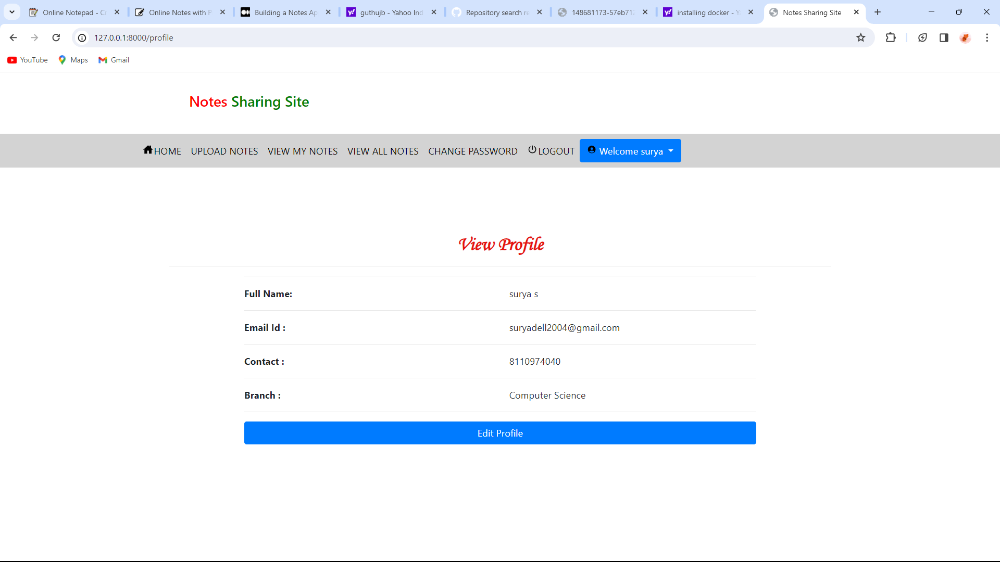 Online Notepad - Cr
Online Notes with P
Building a Notes Ap
guthujb - Yahoo Ind
Repository search re
148681173-57eb712
installing docker - Y
Notes Sharing Site
127.0.0.1:8000/profile
YouTube
Maps
Gmail
Notes Sharing Site
HOME
UPLOAD NOTES
VIEW MY NOTES
VIEW ALL NOTES
CHANGE PASSWORD
LOGOUT
Welcome surya
View Profile
Full Name: surya s
Email Id : suryadell2004@gmail.com
Contact : 8110974040
Branch : Computer Science
Edit Profile